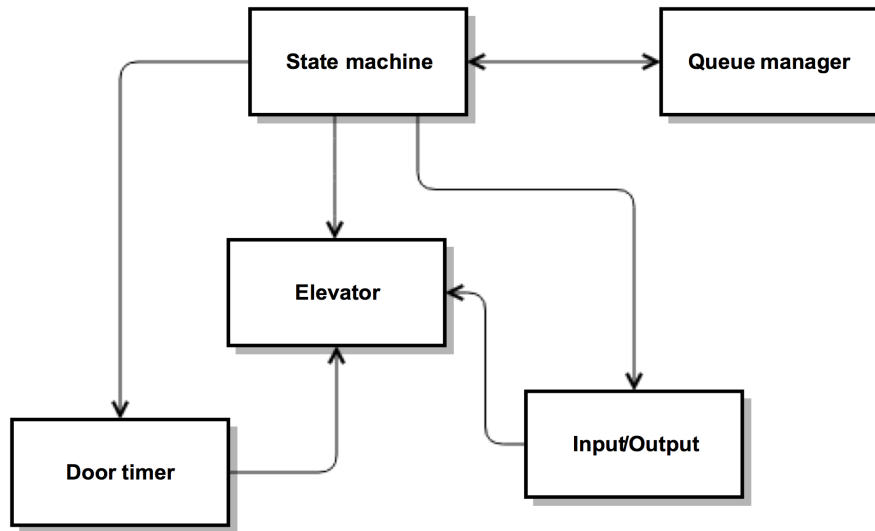 State machine
Queue manager
Elevator
Door timer
Input/Output